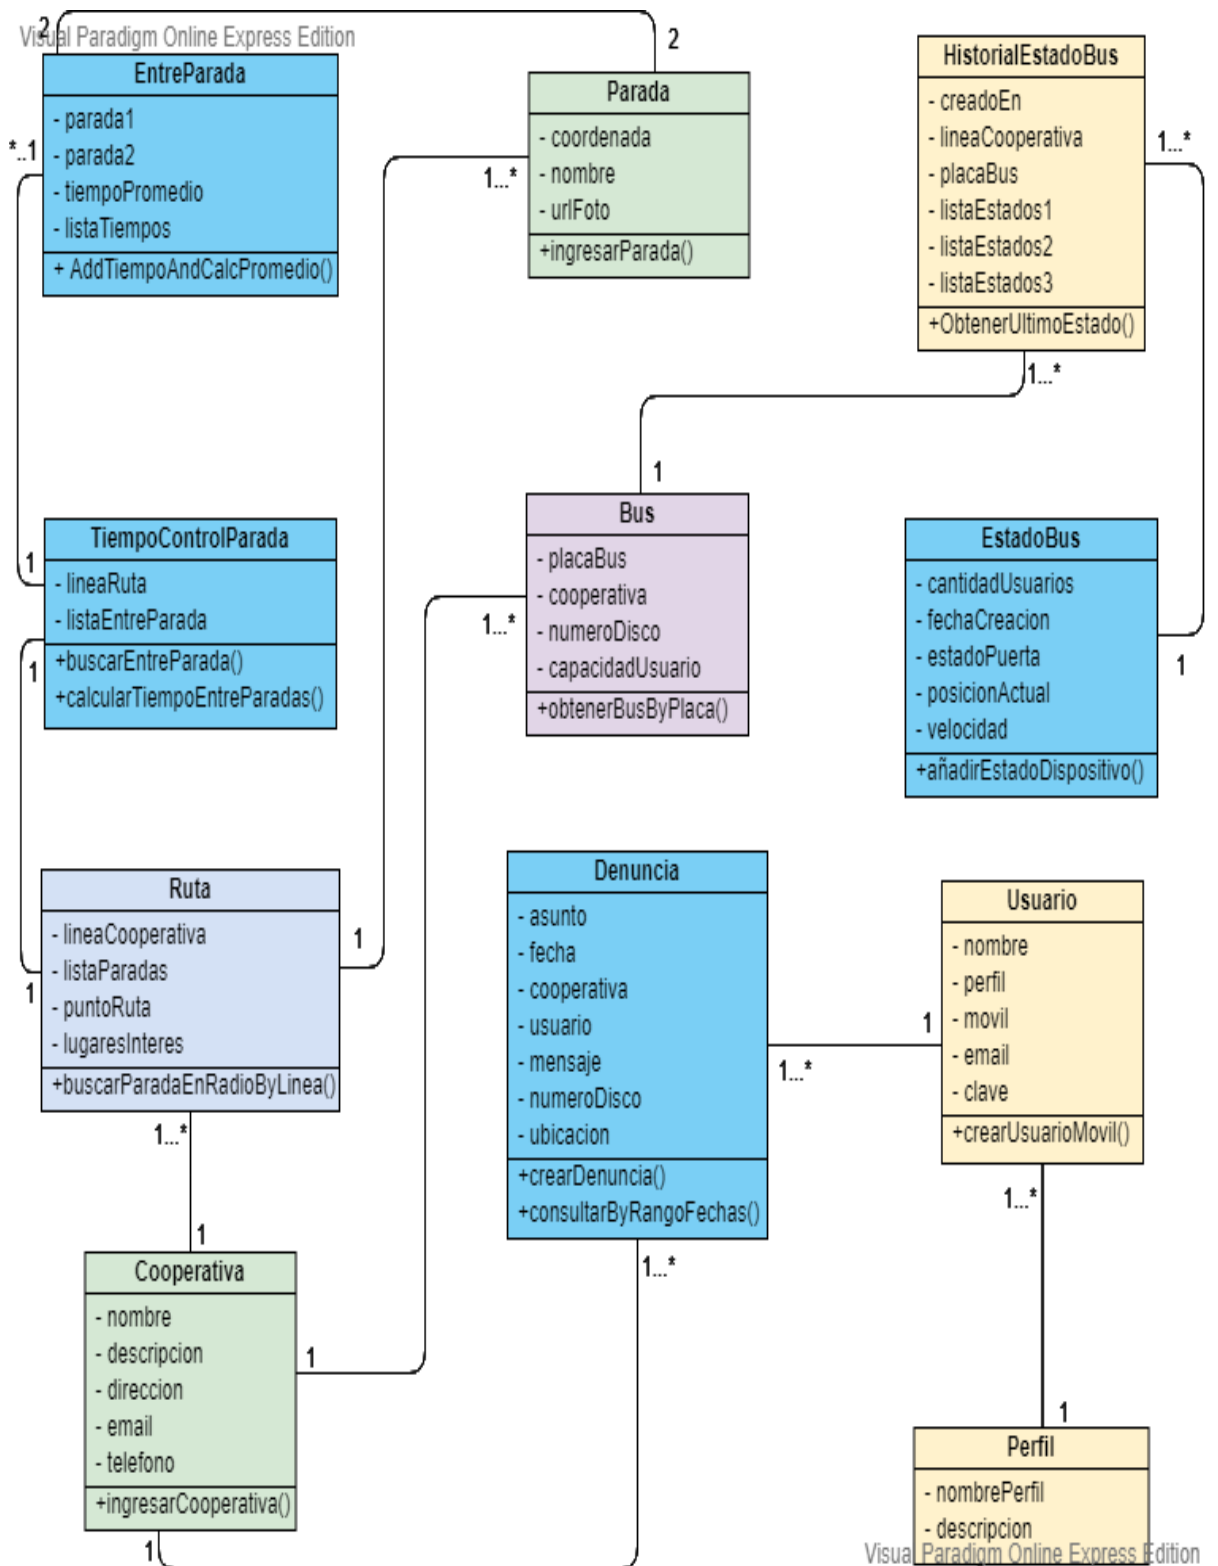 Visual Paradigm Online Express Edition
2
2
EntreParada
- parada1
- parada2
- tiempoPromedio
- listaTiempos
+ AddTiempoAndCalcPromedio()
*..1
Parada
- coordenada
- nombre
- urlFoto
+ingresarParada()
1...*
HistorialEstadoBus
- creadoEn
- lineaCooperativa
- placaBus
- listaEstados1
- listaEstados2
- listaEstados3
+ObtenerUltimoEstado()
1...*
1...*
1
TiempoControlParada
- lineaRuta
- listaEntreParada
+buscarEntreParada()
+calcularTiempoEntreParadas()
1
1
Bus
- placaBus
- cooperativa
- numeroDisco
- capacidadUsuario
+obtenerBusByPlaca()
1...*
EstadoBus
- cantidadUsuarios
- fechaCreacion
- estadoPuerta
- posicionActual
- velocidad
+añadirEstadoDispositivo()
1
Ruta
- lineaCooperativa
- listaParadas
- puntoRuta
- lugaresInteres
+buscarParadaEnRadioByLinea()
1
1
1...*
Denuncia
- asunto
- fecha
- cooperativa
- usuario
- mensaje
- numeroDisco
- ubicacion
+crearDenuncia()
+consultarByRangoFechas()
1...*
1...*
Usuario
- nombre
- perfil
- movil
- email
- clave
+crearUsuarioMovil()
1
1...*
1
Cooperativa
- nombre
- descripcion
- direccion
- email
- telefono
+ingresarCooperativa()
1
1
1
Perfil
- nombrePerfil
- descripcion
Visual Paradigm Online Express Edition